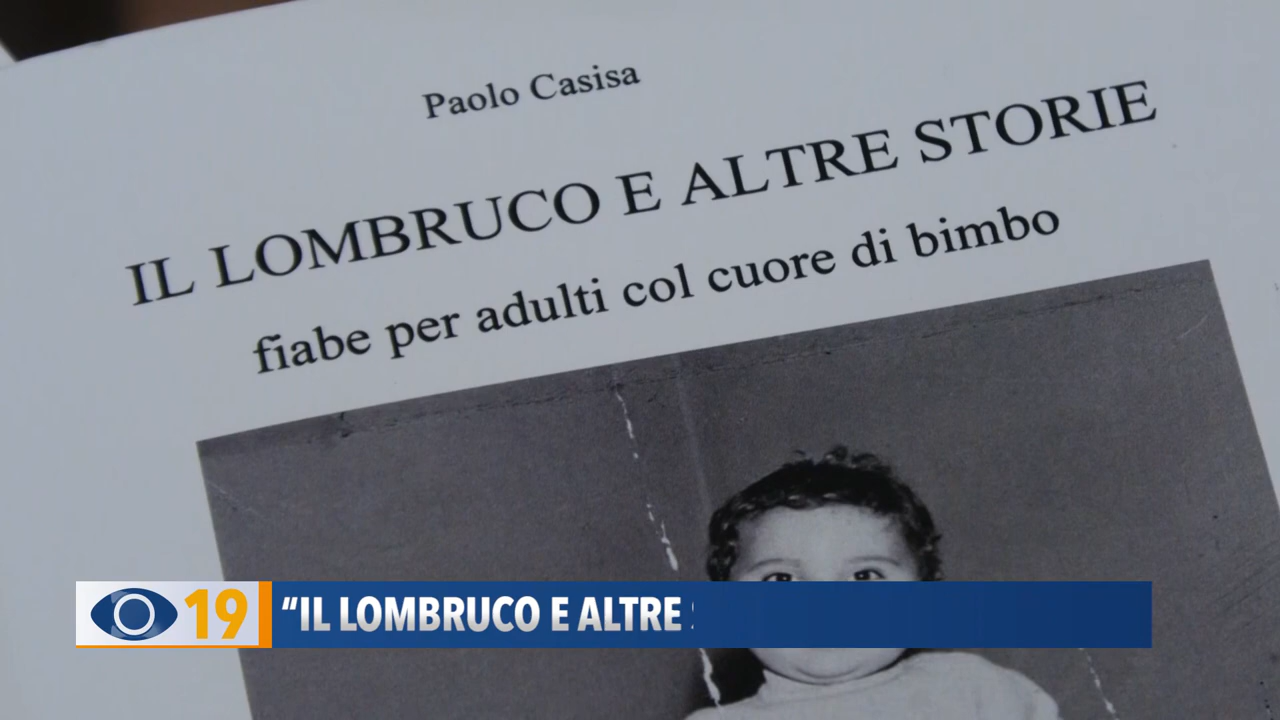 Paolo Casisa
IL LOMBRUCO E ALTRE STORIE
fiabe per adulti col cuore di bimbo
19 “IL LOMBRUCO E ALTRE